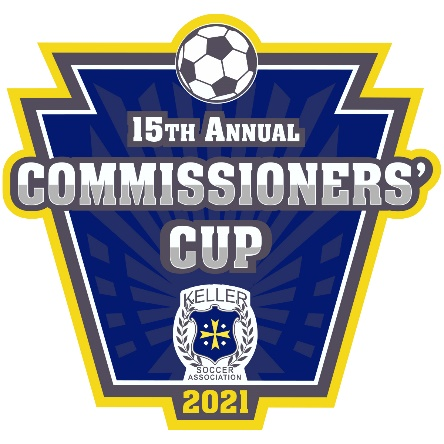 15TH ANNUAL
COMMISSIONERS'
CUP
KELLER
SOCCER
ASSOCIATION
2021